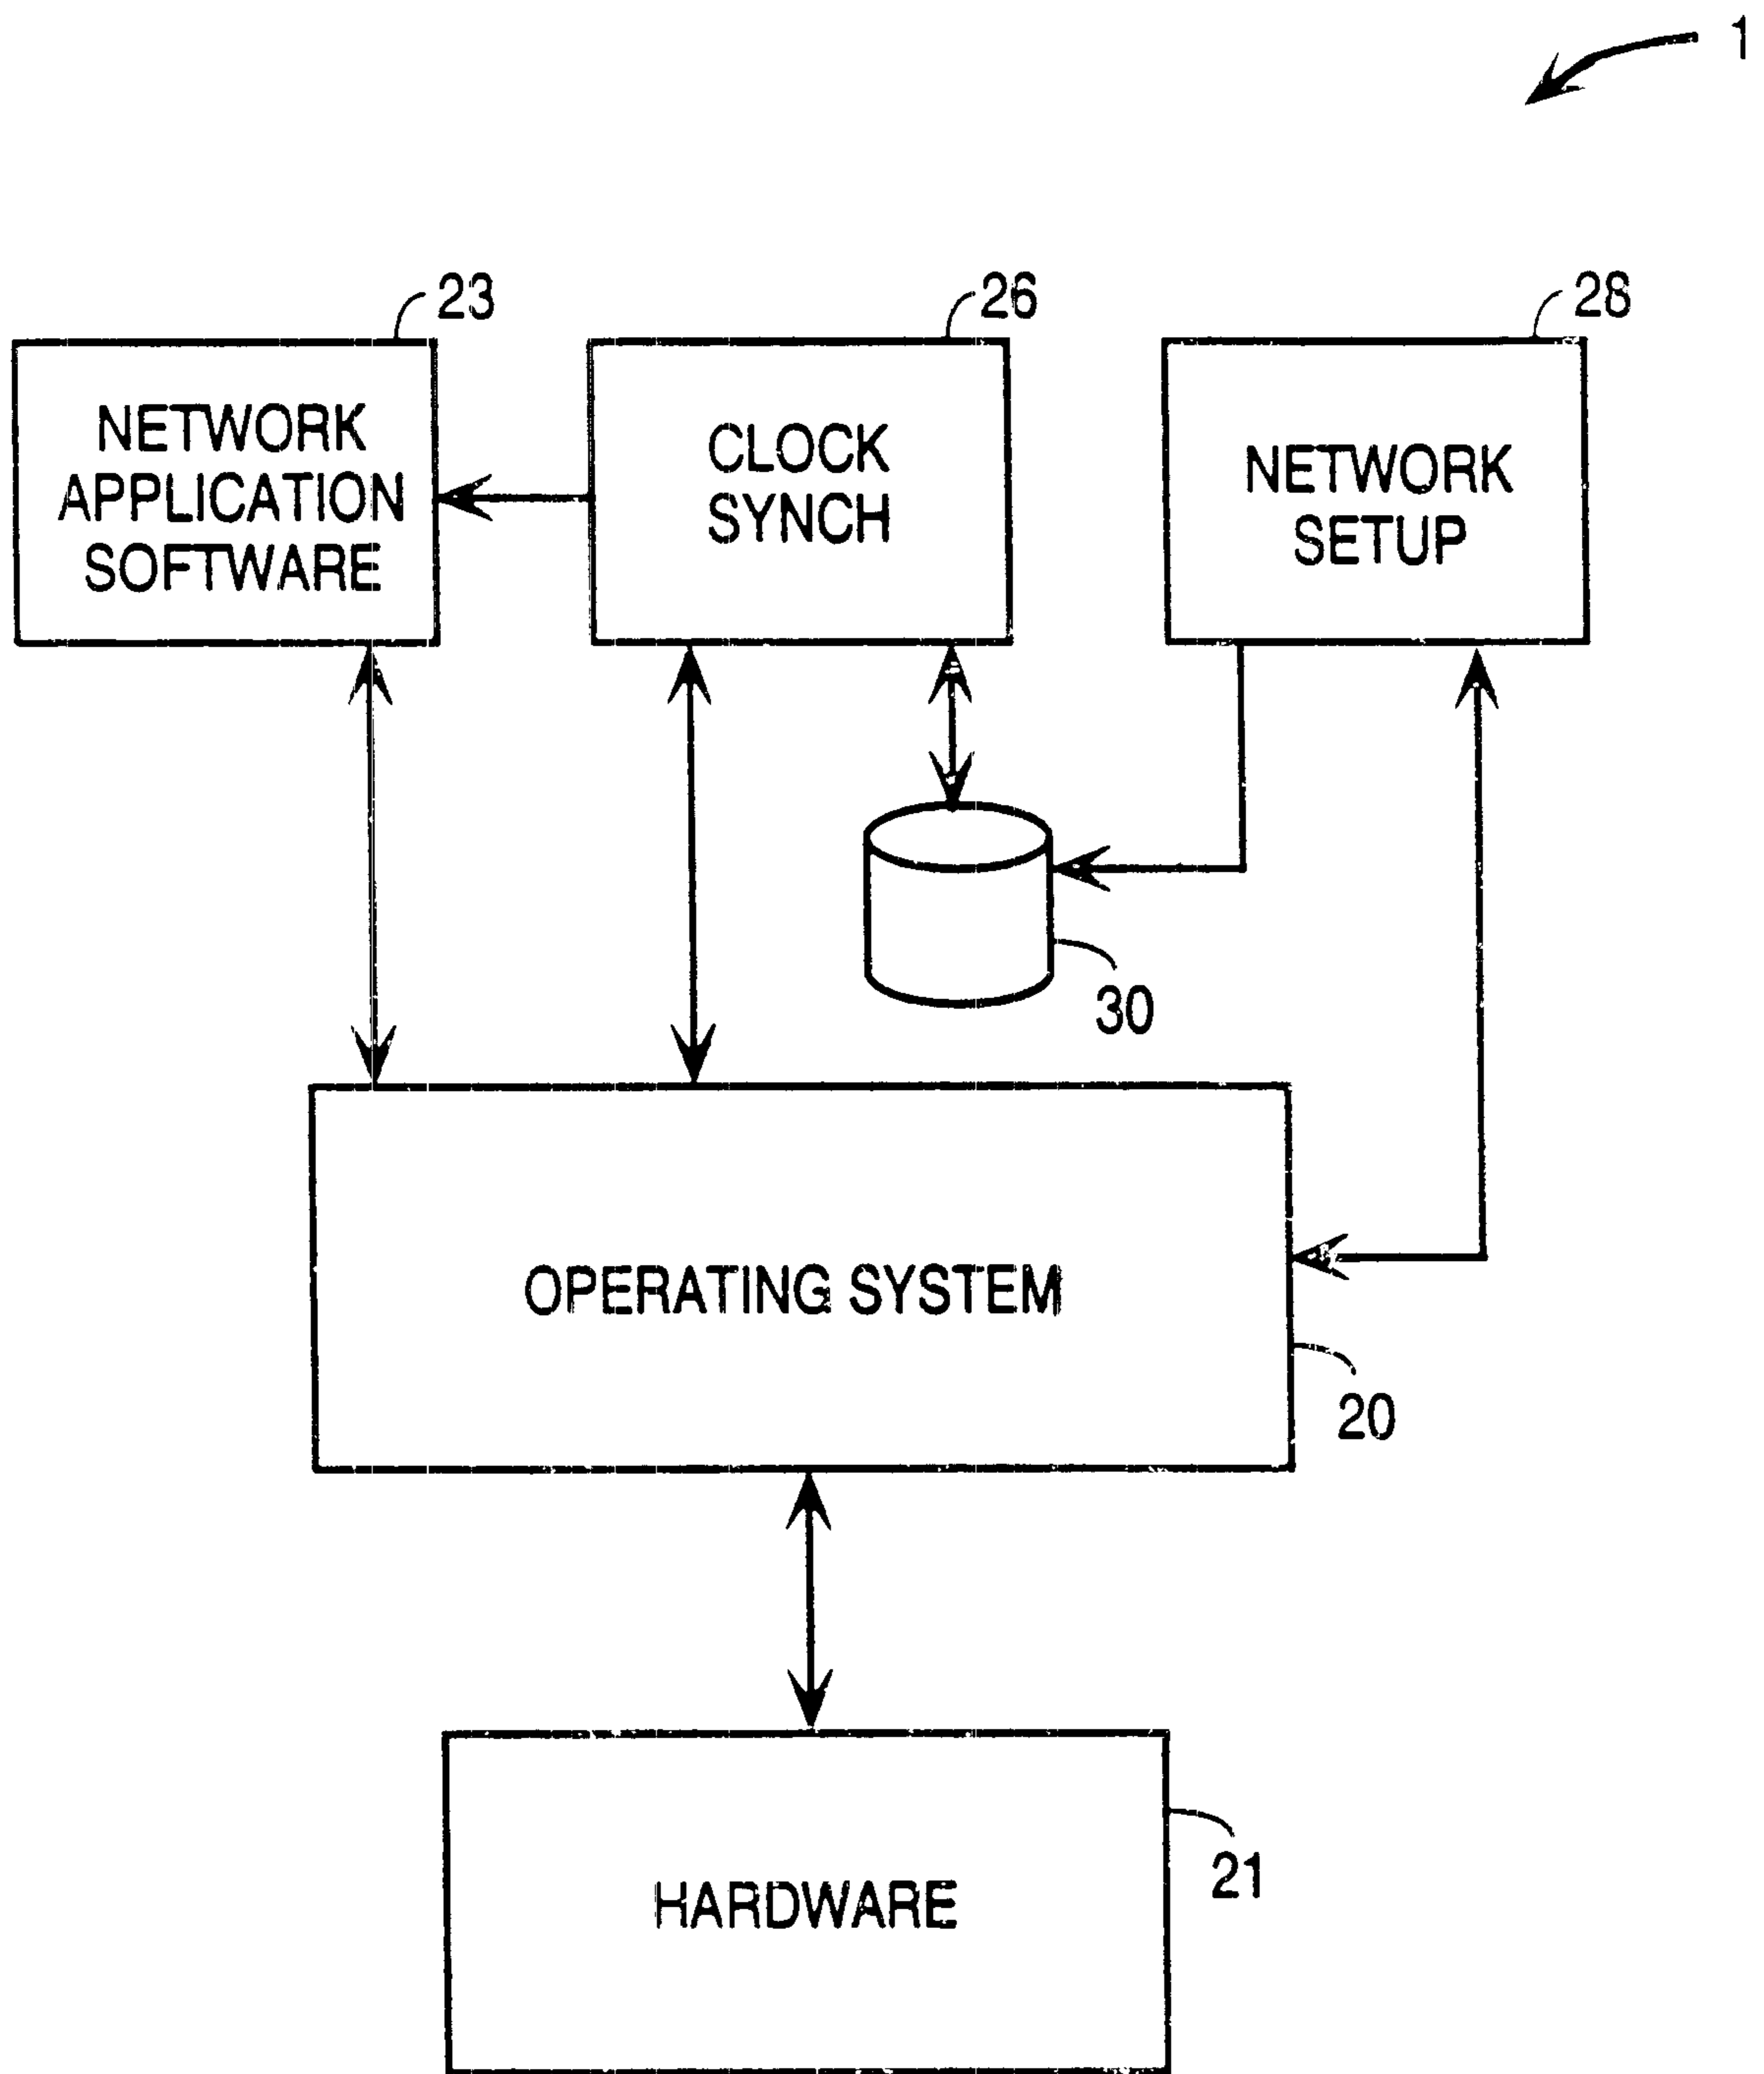 1
23
26
28
NETWORK
APPLICATION
SOFTWARE
CLOCK
SYNCH
NETWORK
SETUP
30
OPERATING SYSTEM
20
HARDWARE
21